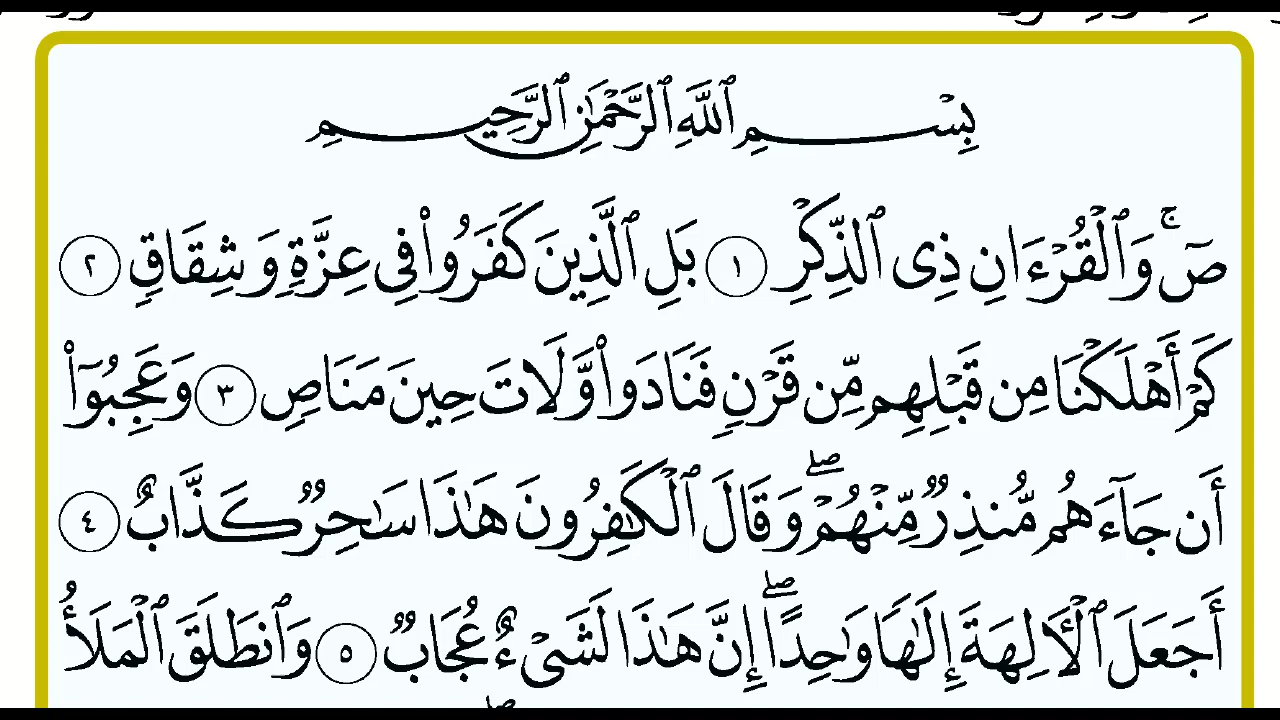 بِسْمِ ٱللَّهِ ٱلرَّحْمَٰنِ ٱلرَّحِيمِ
صٓ ۚ وَٱلْقُرْءَانِ ذِى ٱلذِّكْرِ ١ بَلِ ٱلَّذِينَ كَفَرُوا۟ فِى عِزَّةٍ وَشِقَاقٍ ٢
كَمْ أَهْلَكْنَا مِن قَبْلِهِم مِّن قَرْنٍ فَنَادَوا۟ وَّلَاتَ حِينَ مَنَاصٍ ٣ وَعَجِبُوٓا۟
أَن جَآءَهُم مُّنذِرٌ مِّنْهُمْ ۖ وَقَالَ ٱلْكَٰفِرُونَ هَٰذَا سَٰحِرٌ كَذَّابٌ ٤
أَجَعَلَ ٱلْأَلِهَةَ إِلَٰهًا وَٰحِدًا ۖ إِنَّ هَٰذَا لَشَىْءٌ عُجَابٌ ٥ وَٱنطَلَقَ ٱلْمَلَأُ